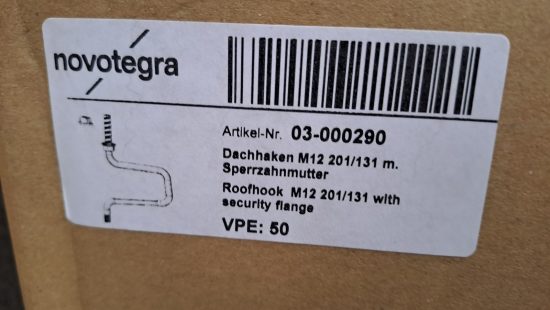 novotegra
Artikel-Nr. 03-000290
Dachhaken M12 201/131 m.
Sperrzahnmutter
Roofhook M12 201/131 with
security flange
VPE: 50